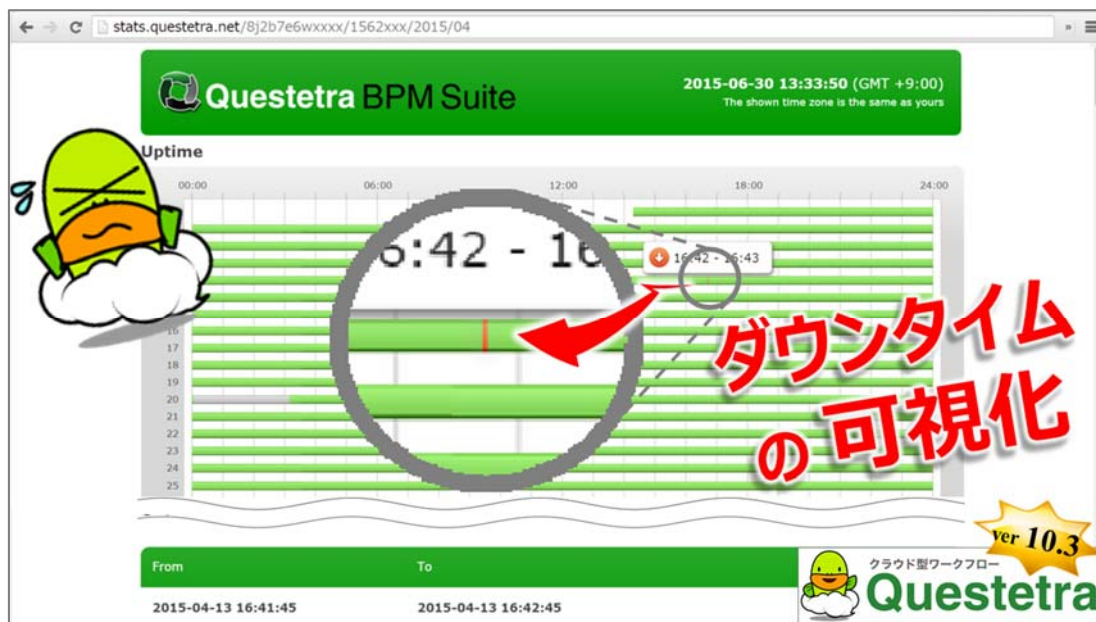 stats.questetra.net/8j2b7e6wxxxx/1562xxx/2015/04
Questetra BPM Suite
2015-06-30 13:33:50 (GMT +9:00)
The shown time zone is the same as yours
Uptime
00:00 06:00 12:00 18:00 24:00
6:42 - 16
16:42 - 16:43
ダウンタイム
の可視化
16
17
18
19
20
21
22
23
24
25
ver 10.3
From To
クラウド型ワークフロー
Questetra
2015-04-13 16:41:45 2015-04-13 16:42:45